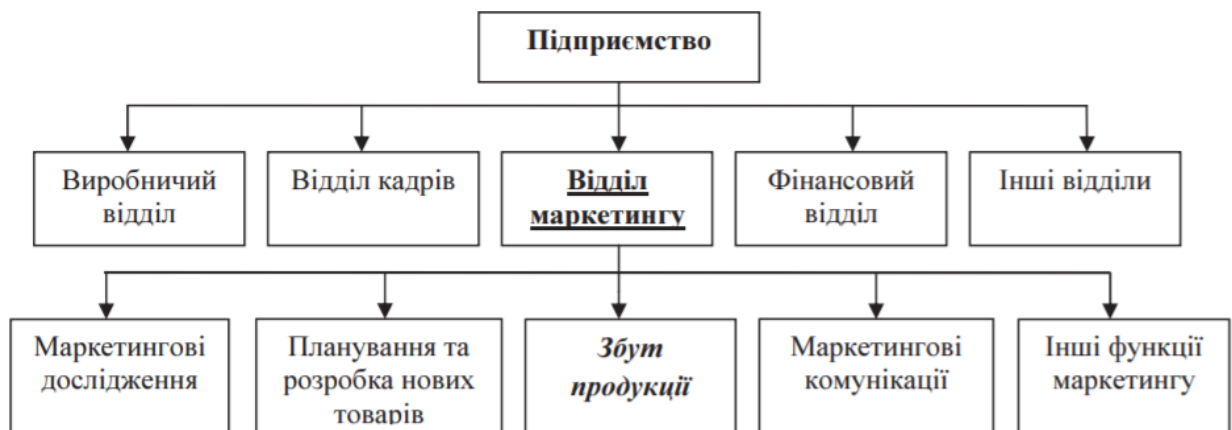 Підприємство
Виробничий
відділ
Відділ кадрів
Відділ
маркетингу
Фінансовий
відділ
Інші відділи
Маркетингові
дослідження
Планування та
розробка нових
товарів
Збут
продукції
Маркетингові
комунікації
Інші функції
маркетингу